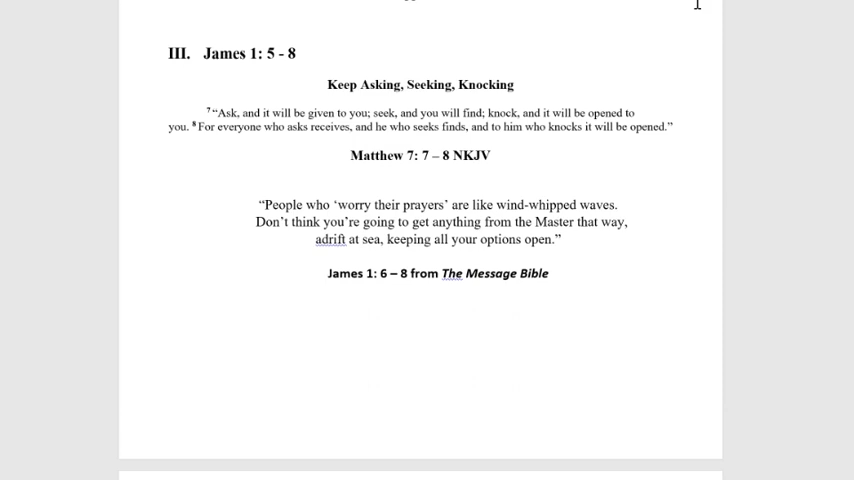 III. James 1: 5 - 8
Keep Asking, Seeking, Knocking
7 “Ask, and it will be given to you; seek, and you will find; knock, and it will be opened to
you. 8 For everyone who asks receives, and he who seeks finds, and to him who knocks it will be opened.”
Matthew 7: 7 – 8 NKJV
“People who ‘worry their prayers’ are like wind-whipped waves.
Don’t think you’re going to get anything from the Master that way,
adrift at sea, keeping all your options open.”
James 1: 6 – 8 from The Message Bible